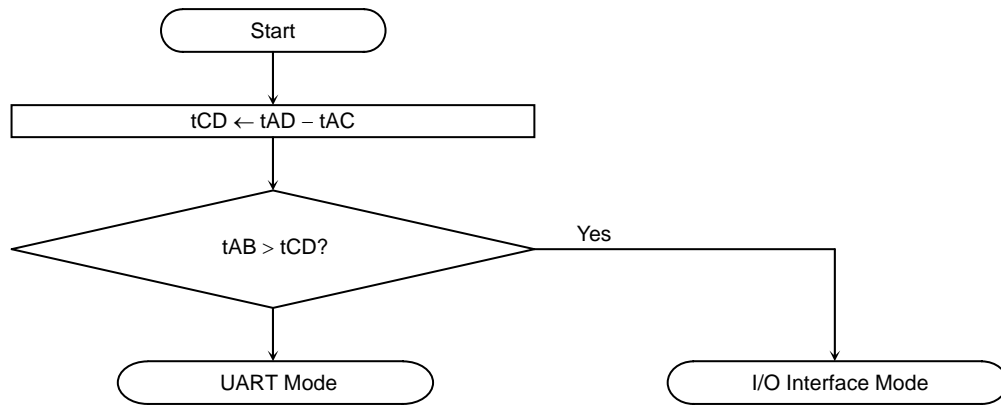 Start
tCD ← tAD − tAC
tAB > tCD?
Yes
UART Mode
I/O Interface Mode